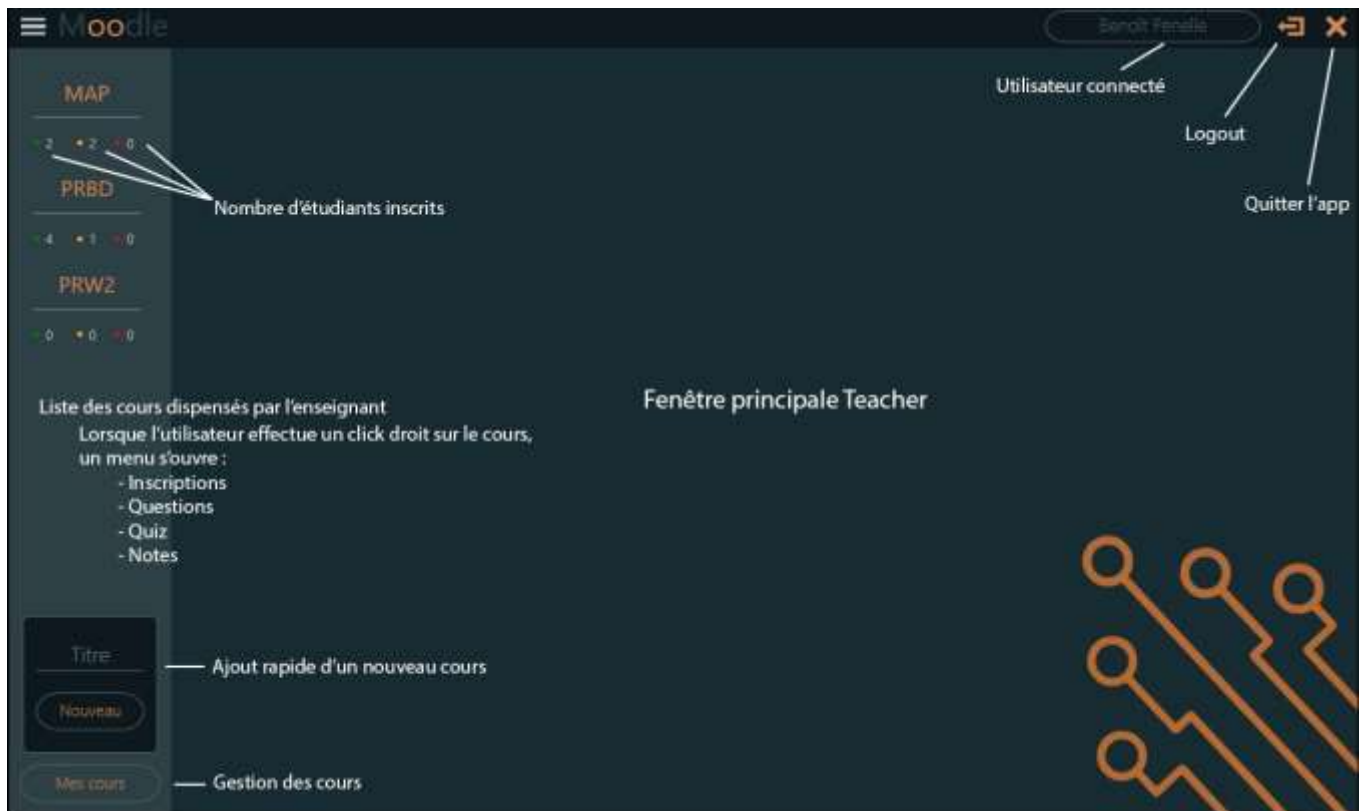 Moodle
Benoît Penelle
Utilisateur connecté
Logout
Quitter l'app
MAP
2 2 0
Nombre d'étudiants inscrits
PRBD
4 1 0
PRW2
0 0 0
Liste des cours dispensés par l'enseignant
Lorsque l'utilisateur effectue un click droit sur le cours,
un menu s'ouvre :
- Inscriptions
- Questions
- Quiz
- Notes
Fenêtre principale Teacher
Titre
Ajout rapide d'un nouveau cours
Nouveau
Mes cours
Gestion des cours